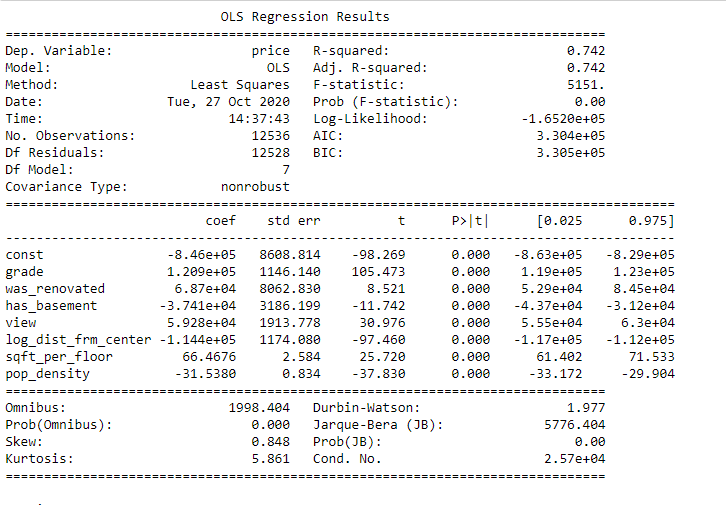 OLS Regression Results
==============================================================================
Dep. Variable: price R-squared: 0.742
Model: OLS Adj. R-squared: 0.742
Method: Least Squares F-statistic: 5151.
Date: Tue, 27 Oct 2020 Prob (F-statistic): 0.00
Time: 14:37:43 Log-Likelihood: -1.6520e+05
No. Observations: 12536 AIC: 3.304e+05
Df Residuals: 12528 BIC: 3.305e+05
Df Model: 7
Covariance Type: nonrobust
========================================================================================
coef std err t P>|t| [0.025 0.975]
----------------------------------------------------------------------------------------
const -8.46e+05 8608.814 -98.269 0.000 -8.63e+05 -8.29e+05
grade 1.209e+05 1146.140 105.473 0.000 1.19e+05 1.23e+05
was_renovated 6.87e+04 8062.830 8.521 0.000 5.29e+04 8.45e+04
has_basement -3.741e+04 3186.199 -11.742 0.000 -4.37e+04 -3.12e+04
view 5.928e+04 1913.778 30.976 0.000 5.55e+04 6.3e+04
log_dist_frm_center -1.144e+05 1174.080 -97.460 0.000 -1.17e+05 -1.12e+05
sqft_per_floor 66.4676 2.584 25.720 0.000 61.402 71.533
pop_density -31.5380 0.834 -37.830 0.000 -33.172 -29.904
==============================================================================
Omnibus: 1998.404 Durbin-Watson: 1.977
Prob(Omnibus): 0.000 Jarque-Bera (JB): 5776.404
Skew: 0.848 Prob(JB): 0.00
Kurtosis: 5.861 Cond. No. 2.57e+04
==============================================================================